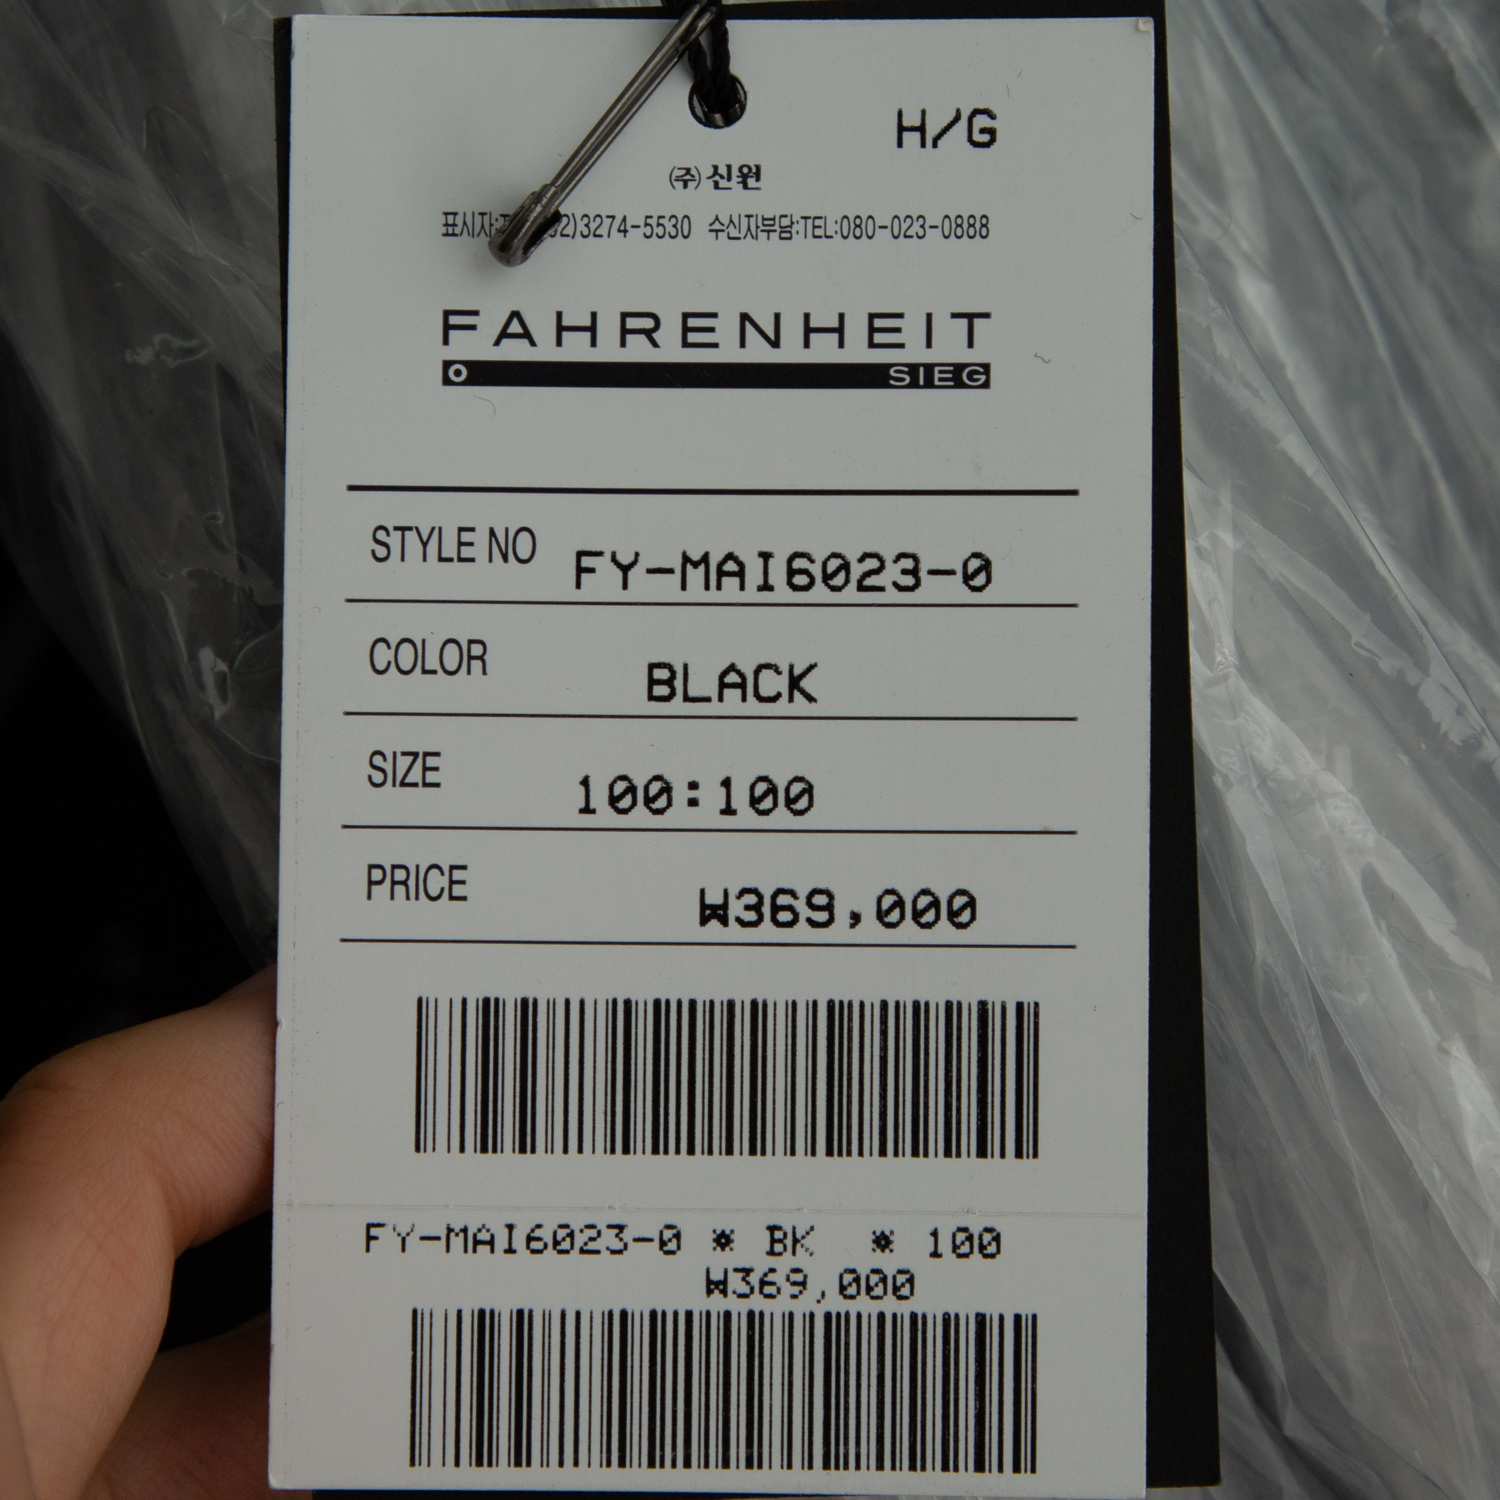 H/G
(주)신원
표시자: 02)3274-5530 수신자부담:TEL:080-023-0888
FAHRENHEIT
SIEG
STYLE NO FY-MAI6023-0
COLOR BLACK
SIZE 100:100
PRICE ₩369,000
FY-MAI6023-0 * BK * 100
₩369,000